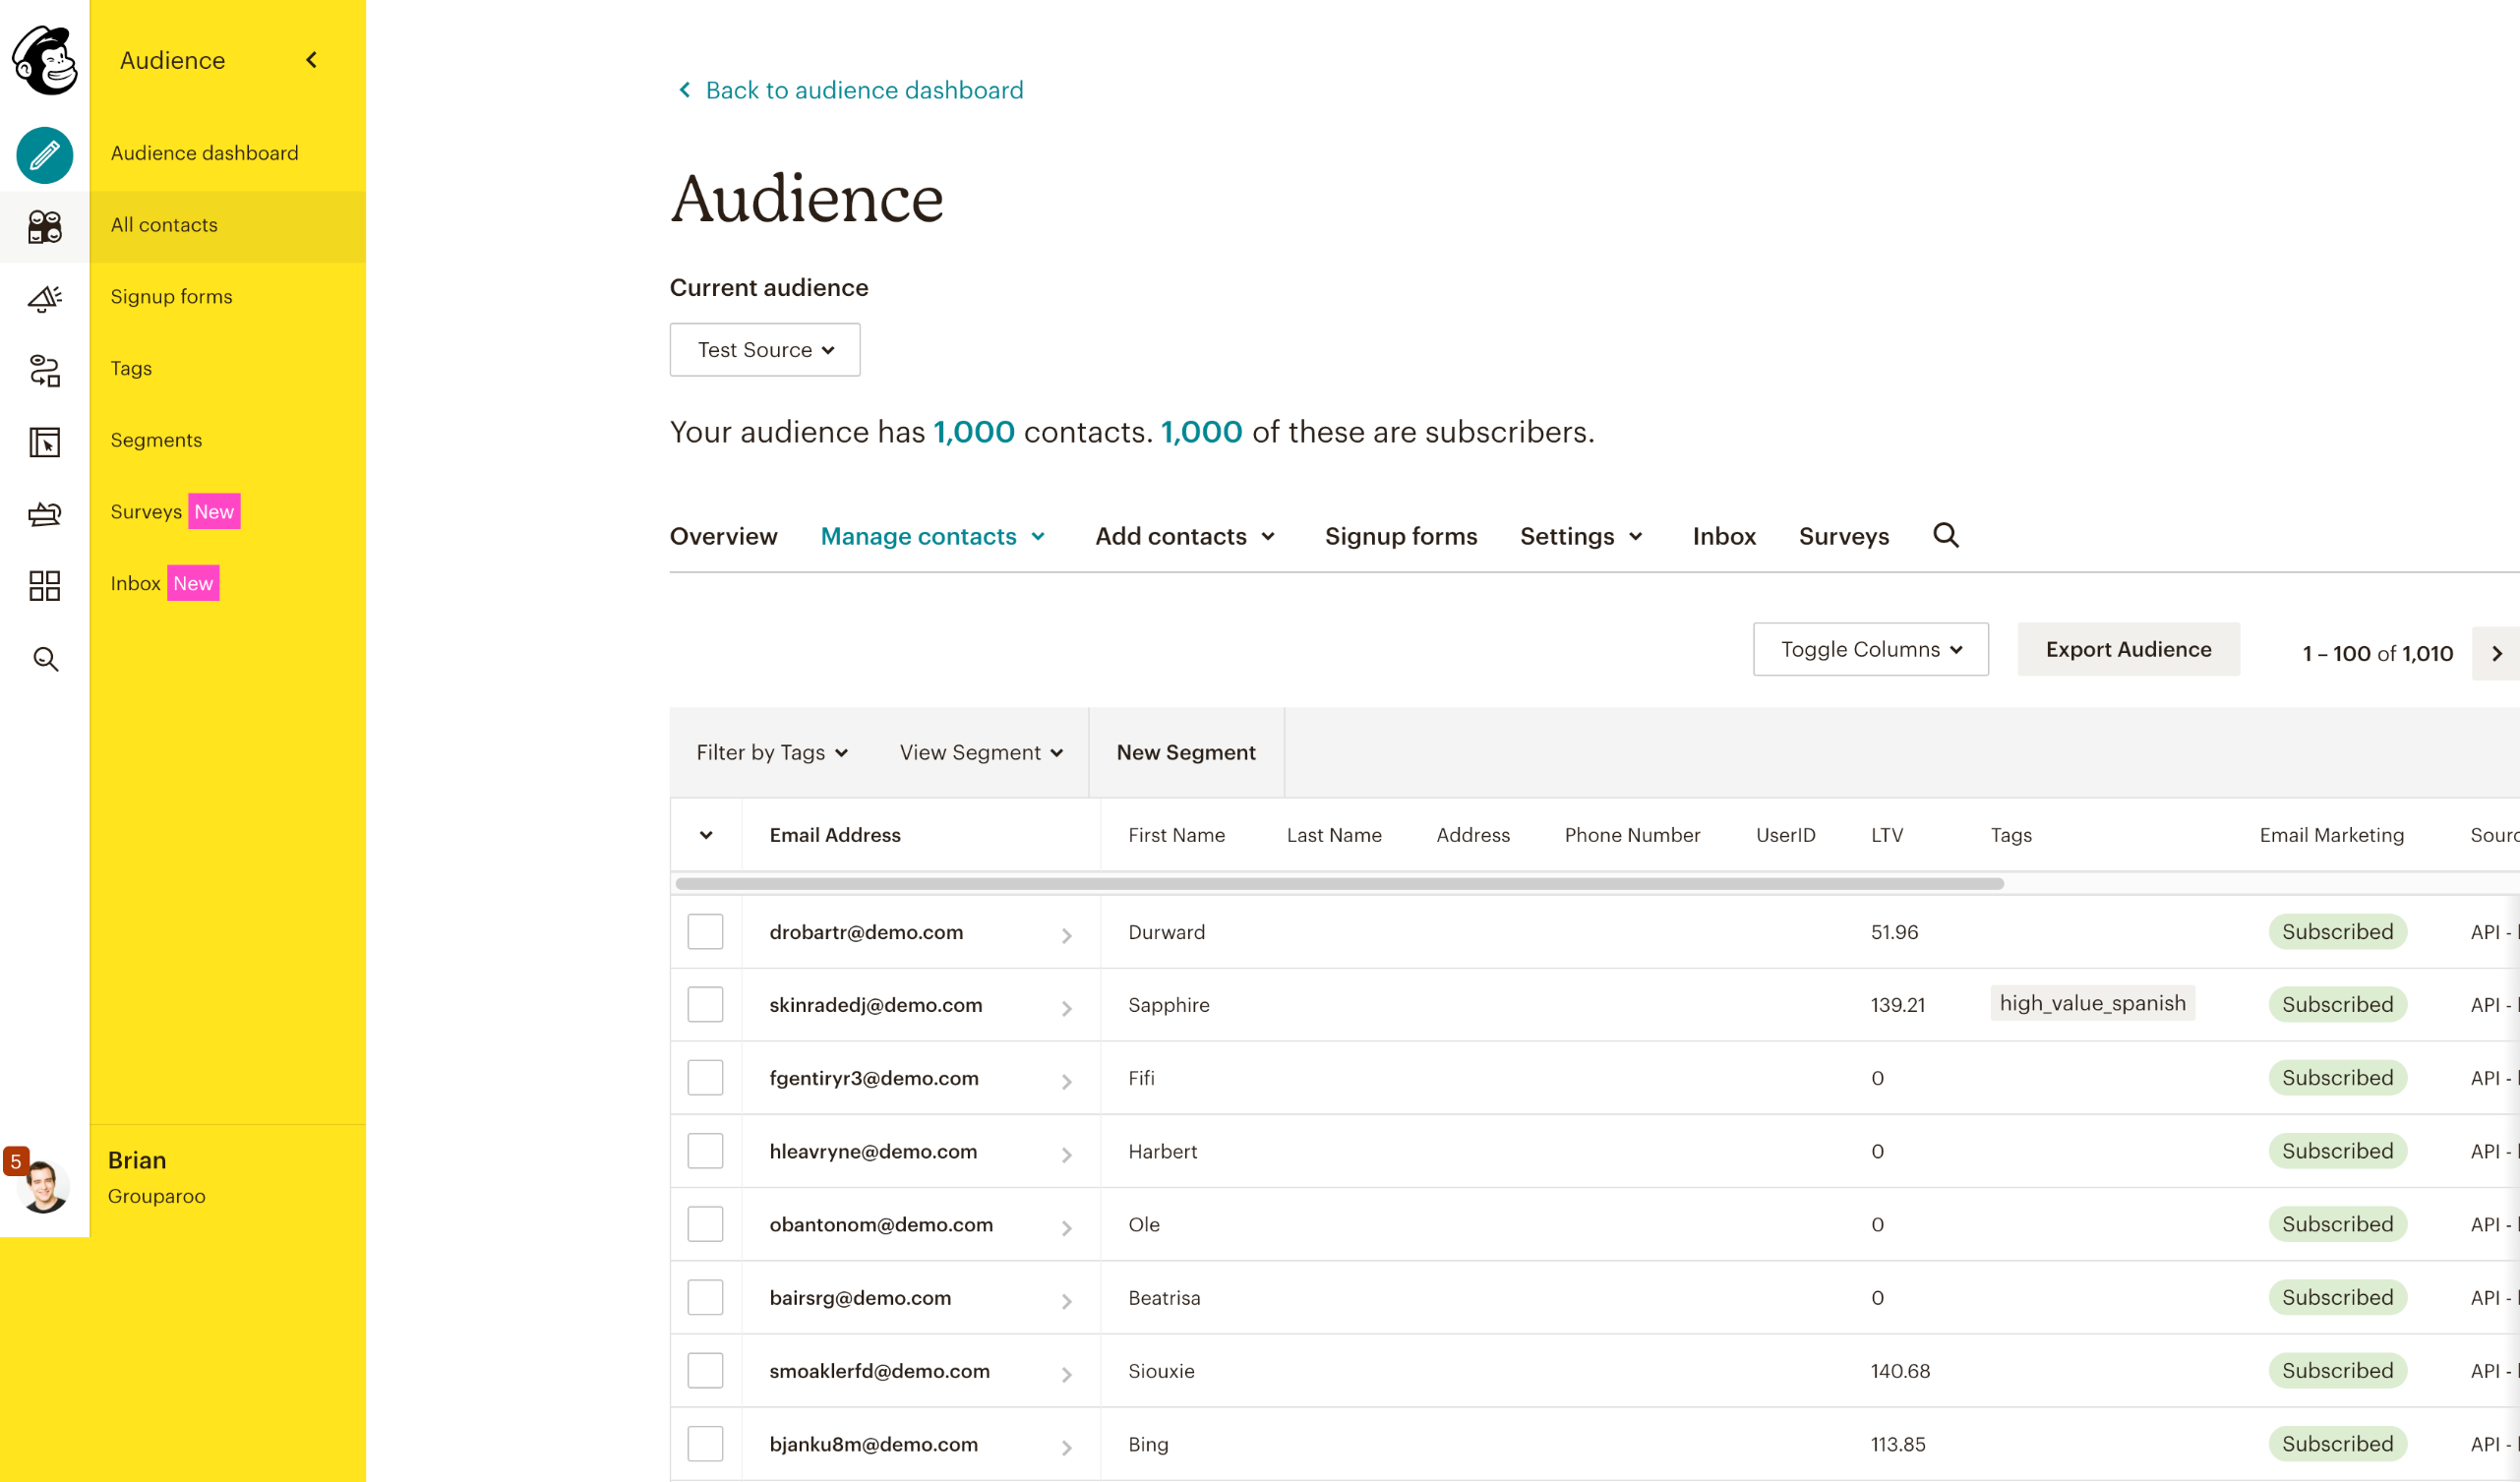 Audience
Audience dashboard
All contacts
Signup forms
Tags
Segments
Surveys New
Inbox New
5
Brian
Grouparoo
Back to audience dashboard
Audience
Current audience
Test Source
Your audience has 1,000 contacts. 1,000 of these are subscribers.
Overview Manage contacts Add contacts Signup forms Settings Inbox Surveys
Toggle Columns Export Audience 1 – 100 of 1,010
Filter by Tags View Segment New Segment
Email Address First Name Last Name Address Phone Number UserID LTV Tags Email Marketing
drobartr@demo.com Durward 51.96 Subscribed API -
skinradedj@demo.com Sapphire 139.21 high_value_spanish Subscribed API -
fgentiryr3@demo.com Fifi 0 Subscribed API -
hleavryne@demo.com Harbert 0 Subscribed API -
obantonom@demo.com Ole 0 Subscribed API -
bairsrg@demo.com Beatrisa 0 Subscribed API -
smoaklerfd@demo.com Siouxie 140.68 Subscribed API -
bjanku8m@demo.com Bing 113.85 Subscribed API -